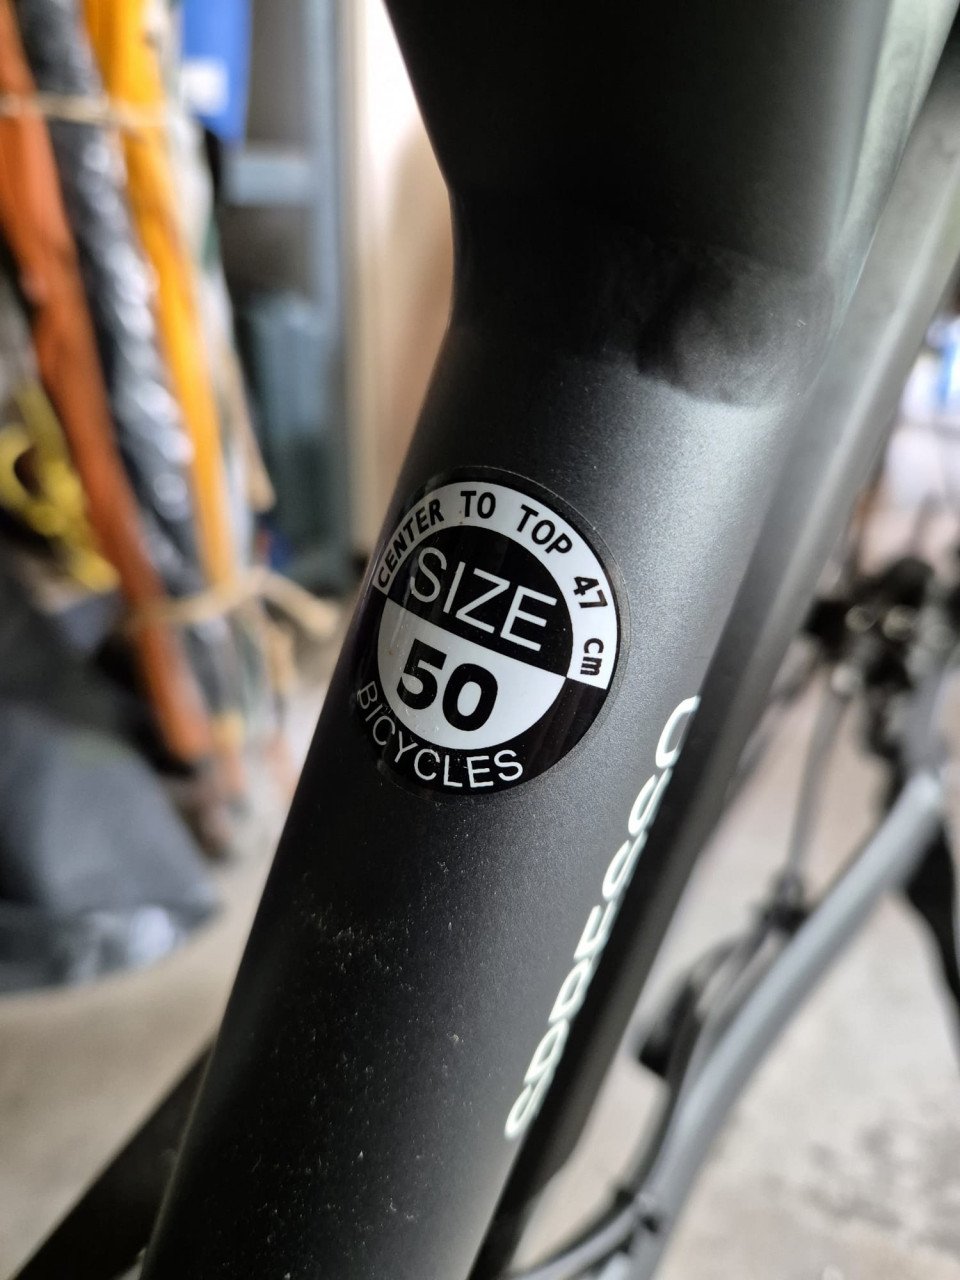 CENTER TO TOP 47 cm
SIZE
50
BICYCLES